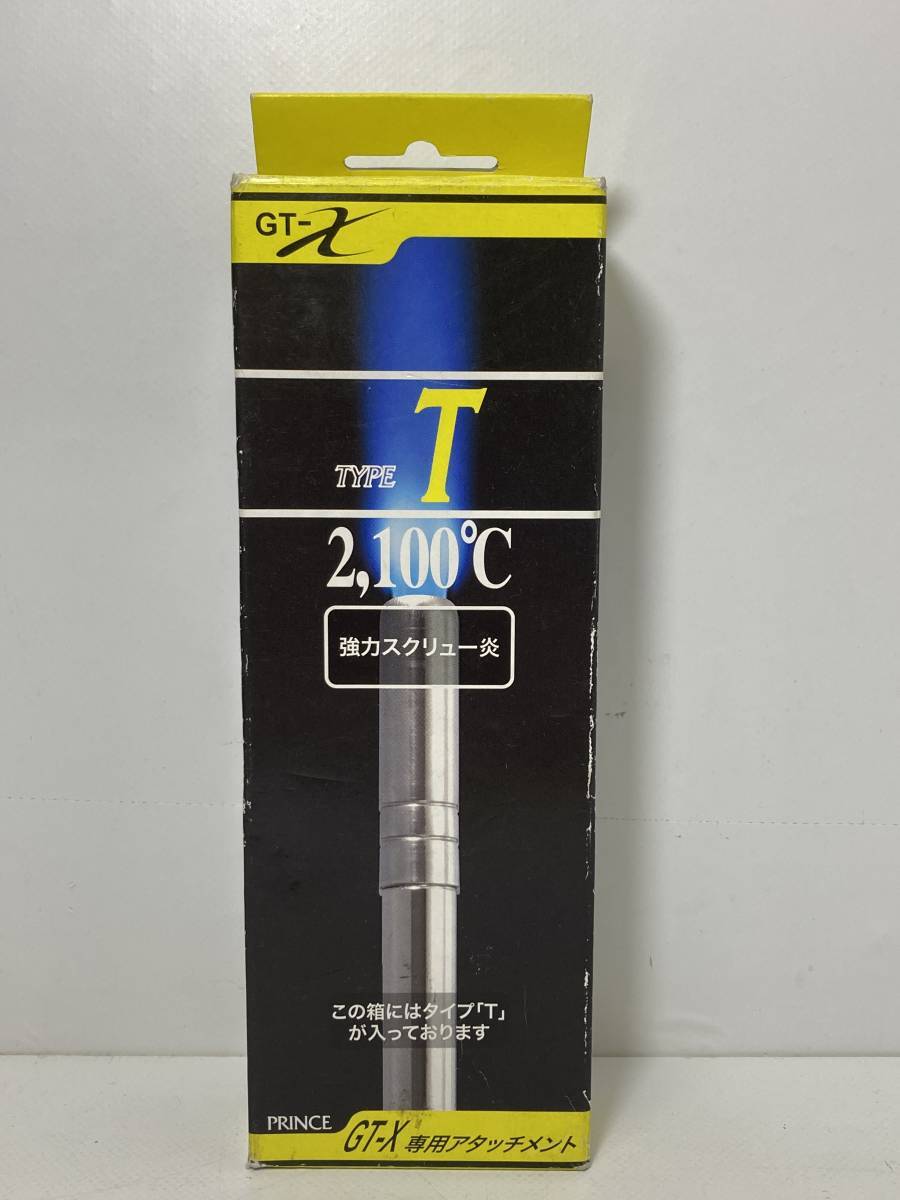 GT-X
TYPE T
2,100℃
強力スクリュー炎
この箱にはタイプ「T」
が入っております
PRINCE GT-X 専用アタッチメント